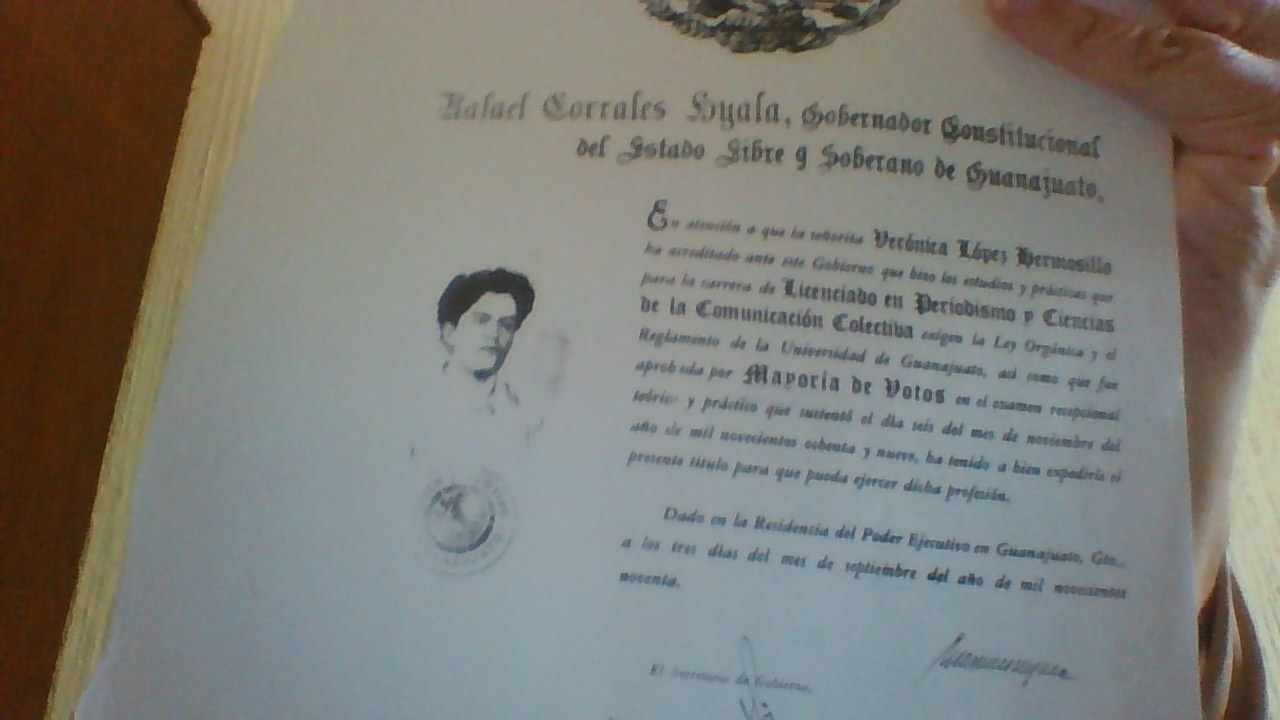 Rafael Corrales Ayala, Gobernador Constitucional
del Estado Libre y Soberano de Guanajuato,
En atención a que la señorita Verónica López Hermosillo
ha acreditado ante este Gobierno que hizo los estudios y prácticas que
para la carrera de Licenciado en Periodismo y Ciencias
de la Comunicación Colectiva exigen la Ley Orgánica y el
Reglamento de la Universidad de Guanajuato, así como que fue
aprobada por Mayoría de Votos en el examen recepcional
teórico y práctico que sustentó el día seis del mes de noviembre del
año de mil novecientos ochenta y nueve, ha tenido a bien expedirle el
presente título para que pueda ejercer dicha profesión.
Dado en la Residencia del Poder Ejecutivo en Guanajuato, Gto.,
a los tres días del mes de septiembre del año de mil novecientos
noventa.
El Secretario de Gobierno,